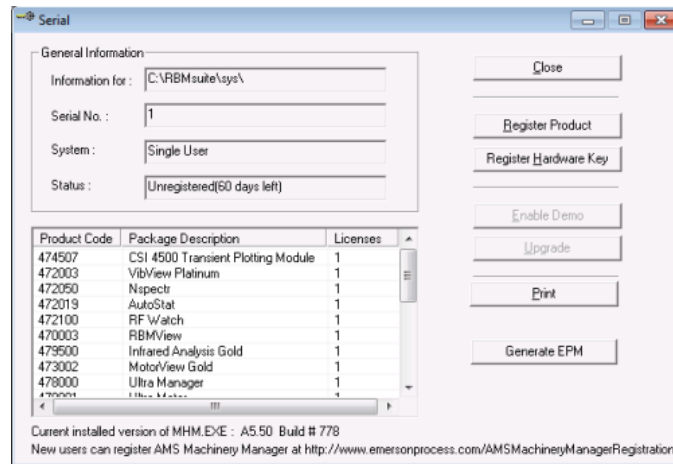 Serial
General Information
Information for : C:\RBMsuite\sys\
Serial No. : 1
System : Single User
Status : Unregistered(60 days left)
Close
Register Product
Register Hardware Key
Enable Demo
Upgrade
Print
Generate EPM
Product Code Package Description Licenses
474507 CSI 4500 Transient Plotting Module 1
472003 VibView Platinum 1
472050 Nspectr 1
472019 AutoStat 1
472100 RF Watch 1
470003 RBMView 1
479500 Infrared Analysis Gold 1
473002 MotorView Gold 1
478000 Ultra Manager 1
Current installed version of MHM.EXE : A5.50 Build # 778
New users can register AMS Machinery Manager at http://www.emersonprocess.com/AMSMachineryManagerRegistration